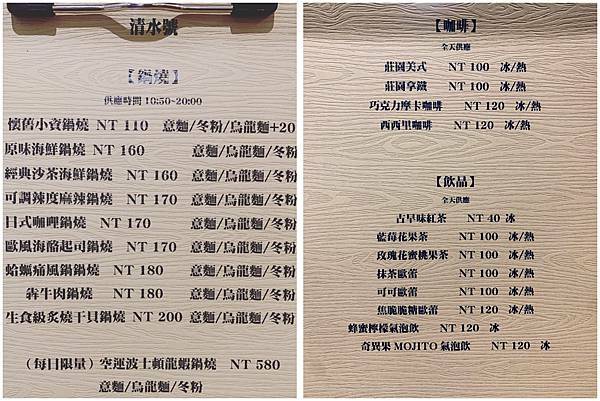 清水號
【鍋燒】
供應時間 10:50~20:00
懷舊小資鍋燒 NT 110 意麵/冬粉/烏龍麵+20
原味海鮮鍋燒 NT 160 意麵/烏龍麵/冬粉
經典沙茶海鮮鍋燒 NT 160 意麵/烏龍麵/冬粉
可調辣度麻辣鍋燒 NT 170 意麵/烏龍麵/冬粉
日式咖哩鍋燒 NT 170 意麵/烏龍麵/冬粉
歐風海酪起司鍋燒 NT 170 意麵/烏龍麵/冬粉
蛤蠣痛風鍋鍋燒 NT 180 意麵/烏龍麵/冬粉
犇牛肉鍋燒 NT 180 意麵/烏龍麵/冬粉
生食級炙燒干貝鍋燒 NT 200 意麵/烏龍麵/冬粉
（每日限量）空運波士頓龍蝦鍋燒 NT 580
意麵/烏龍麵/冬粉
【咖啡】
全天供應
莊園美式 NT 100 冰/熱
莊園拿鐵 NT 100 冰/熱
巧克力摩卡咖啡 NT 120 冰/熱
西西里咖啡 NT 120 冰/熱
【飲品】
全天供應
古早味紅茶 NT 40 冰
藍莓花果茶 NT 100 冰/熱
玫瑰花蜜桃果茶 NT 100 冰/熱
抹茶歐蕾 NT 100 冰/熱
可可歐蕾 NT 100 冰/熱
焦脆脆糖歐蕾 NT 120 冰/熱
蜂蜜檸檬氣泡飲 NT 120 冰
奇異果 MOJITO 氣泡飲 NT 120 冰